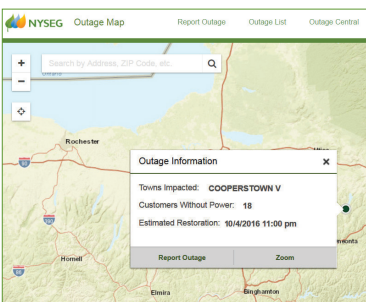 NYSEG Outage Map Report Outage Outage List Outage Central
+
Search by Address, ZIP Code, etc.
−
Rochester
Outage Information ×
Towns Impacted: COOPERSTOWN V
Customers Without Power: 18
Estimated Restoration: 10/4/2016 11:00 pm
Report Outage Zoom
Hornell
Elmira
Binghamton